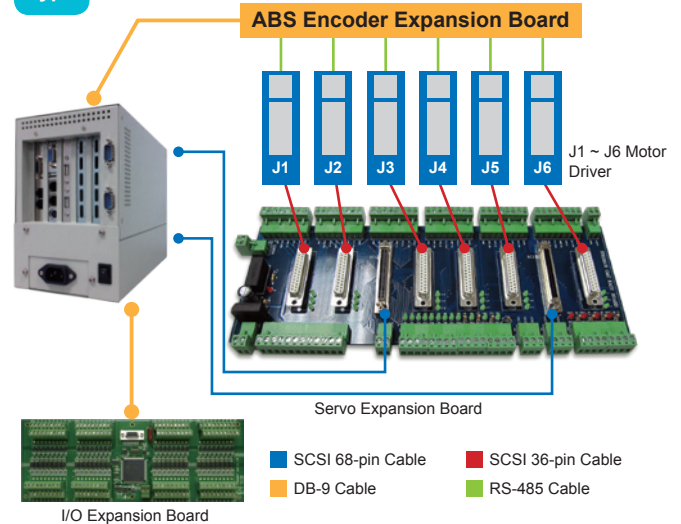 ABS Encoder Expansion Board
J1 J2 J3 J4 J5 J6
J1 ~ J6 Motor
Driver
Servo Expansion Board
SCSI 68-pin Cable
SCSI 36-pin Cable
DB-9 Cable
RS-485 Cable
I/O Expansion Board